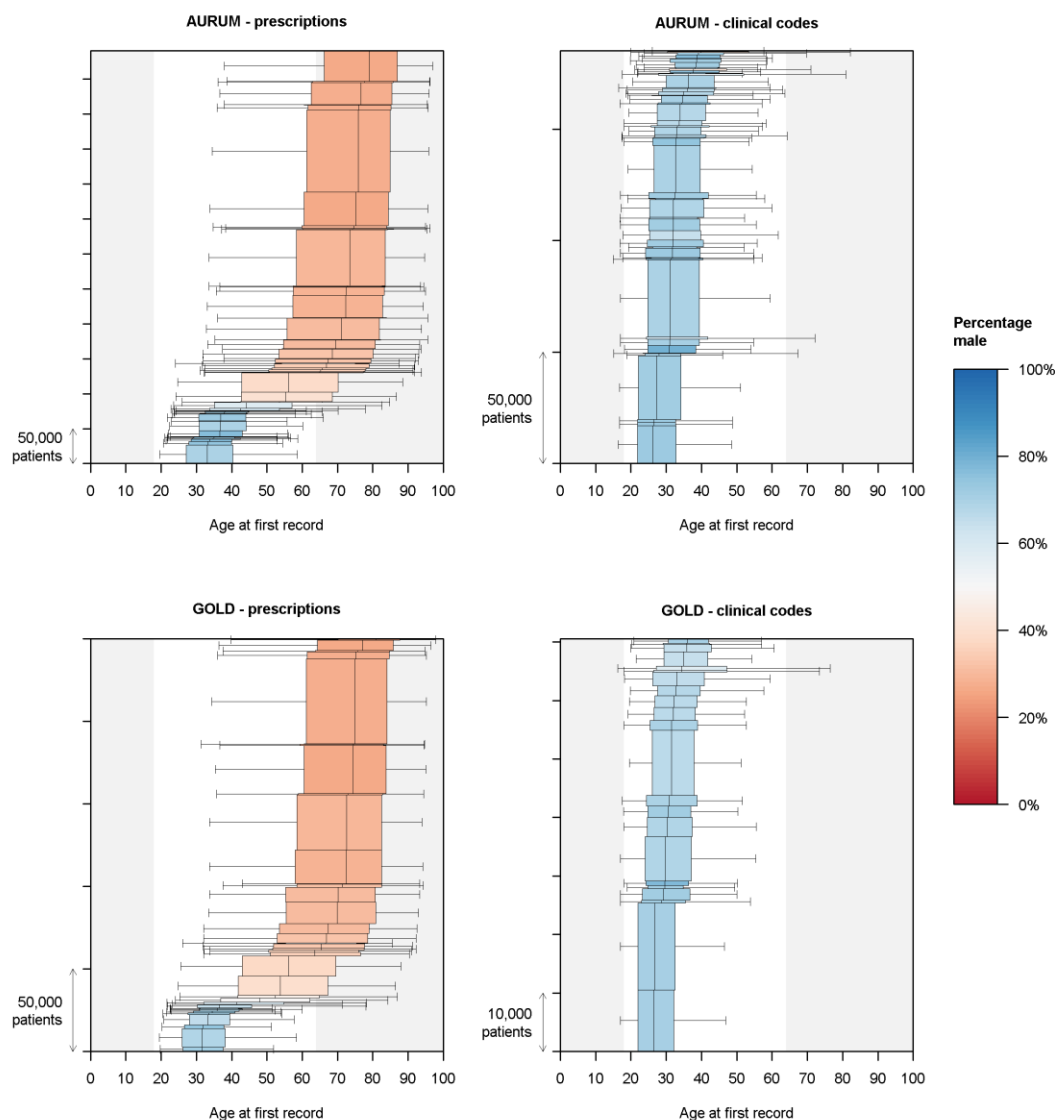 AURUM - prescriptions
50,000
patients
0 10 20 30 40 50 60 70 80 90 100
Age at first record
AURUM - clinical codes
50,000
patients
0 10 20 30 40 50 60 70 80 90 100
Age at first record
Percentage
male
100%
80%
60%
40%
20%
0%
GOLD - prescriptions
50,000
patients
0 10 20 30 40 50 60 70 80 90 100
Age at first record
GOLD - clinical codes
10,000
patients
0 10 20 30 40 50 60 70 80 90 100
Age at first record